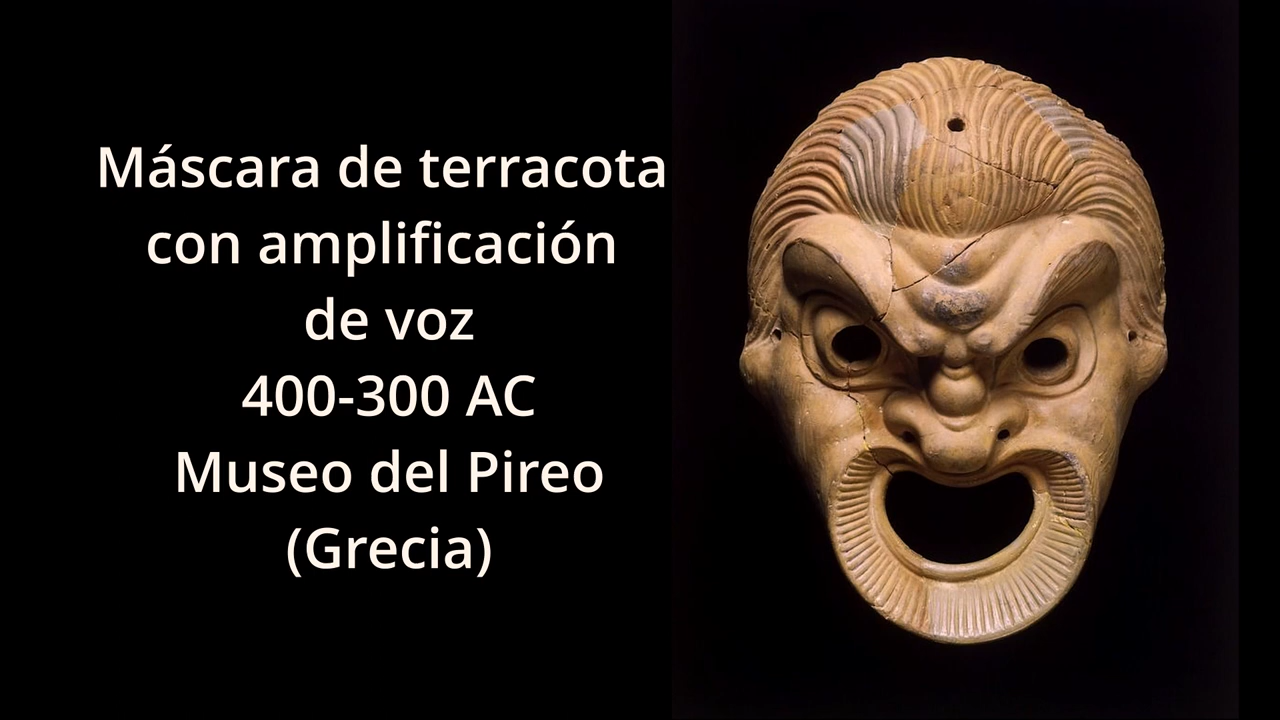 Máscara de terracota
con amplificación
de voz
400-300 AC
Museo del Pireo
(Grecia)